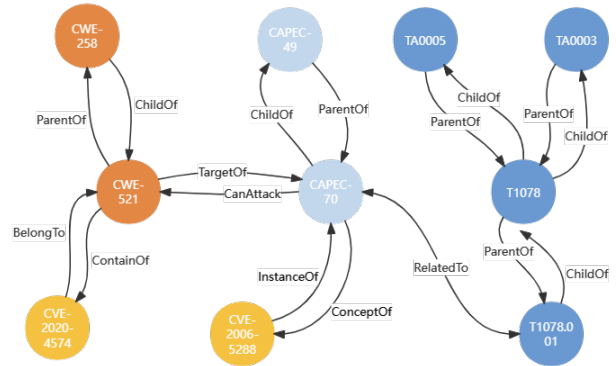 CWE-
258
CAPEC-
49
TA0005
TA0003
ParentOf
ChildOf
ChildOf
ParentOf
ParentOf
ChildOf
ParentOf
ChildOf
CWE-
521
TargetOf
CanAttack
CAPEC-
70
T1078
BelongTo
ContainOf
InstanceOf
ConceptOf
RelatedTo
ParentOf
ChildOf
CVE-
2020-
4574
CVE-
2006-
5288
T1078.0
01